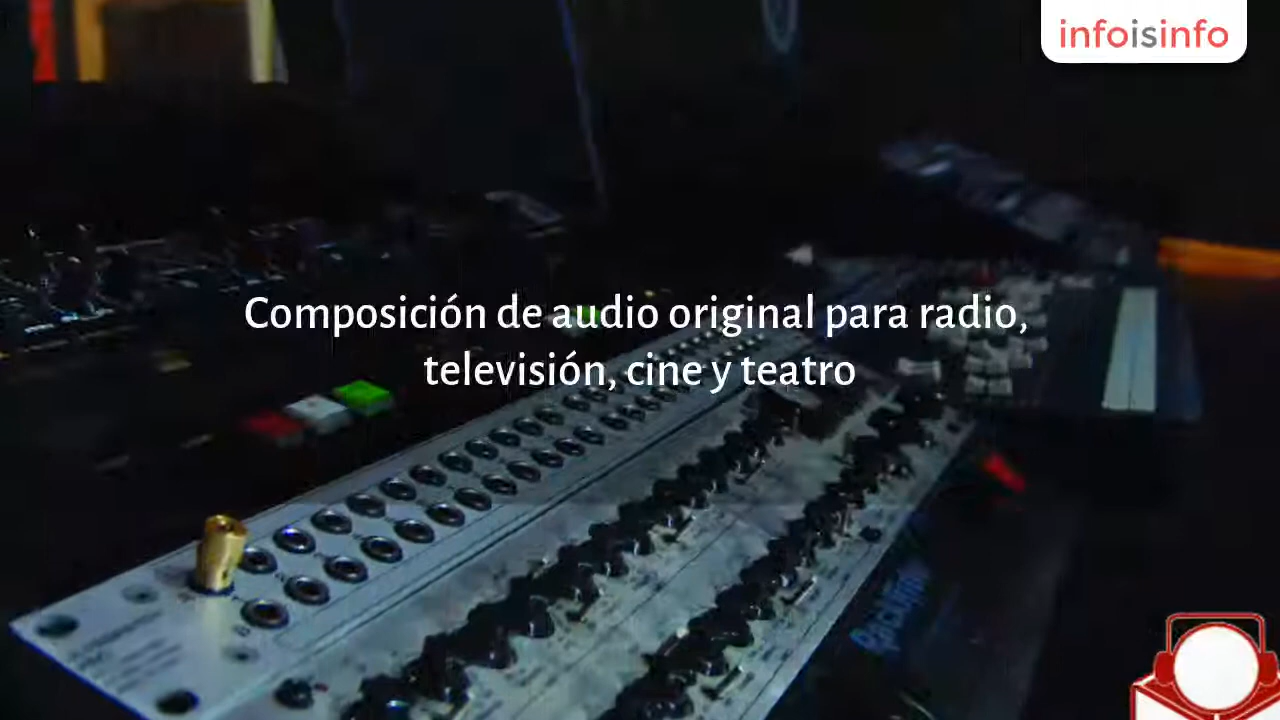 infoisinfo
Composición de audio original para radio,
televisión, cine y teatro